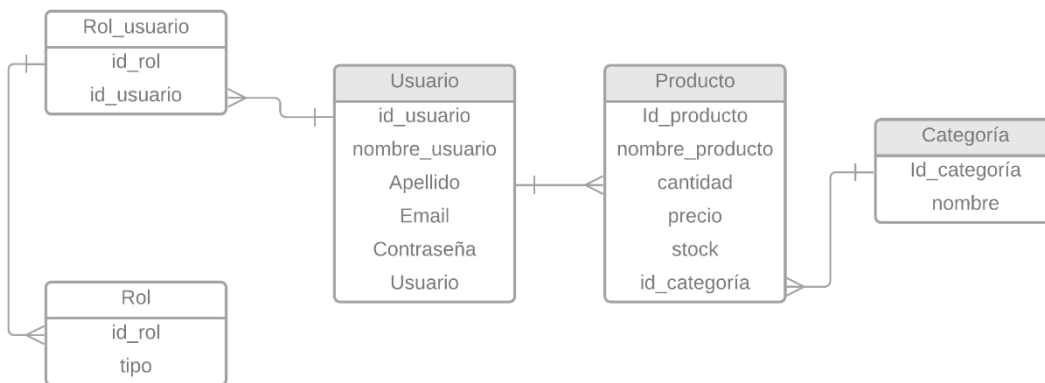 Rol_usuario
id_rol
id_usuario
Usuario
id_usuario
nombre_usuario
Apellido
Email
Contraseña
Usuario
Producto
Id_producto
nombre_producto
cantidad
precio
stock
id_categoría
Categoría
Id_categoría
nombre
Rol
id_rol
tipo